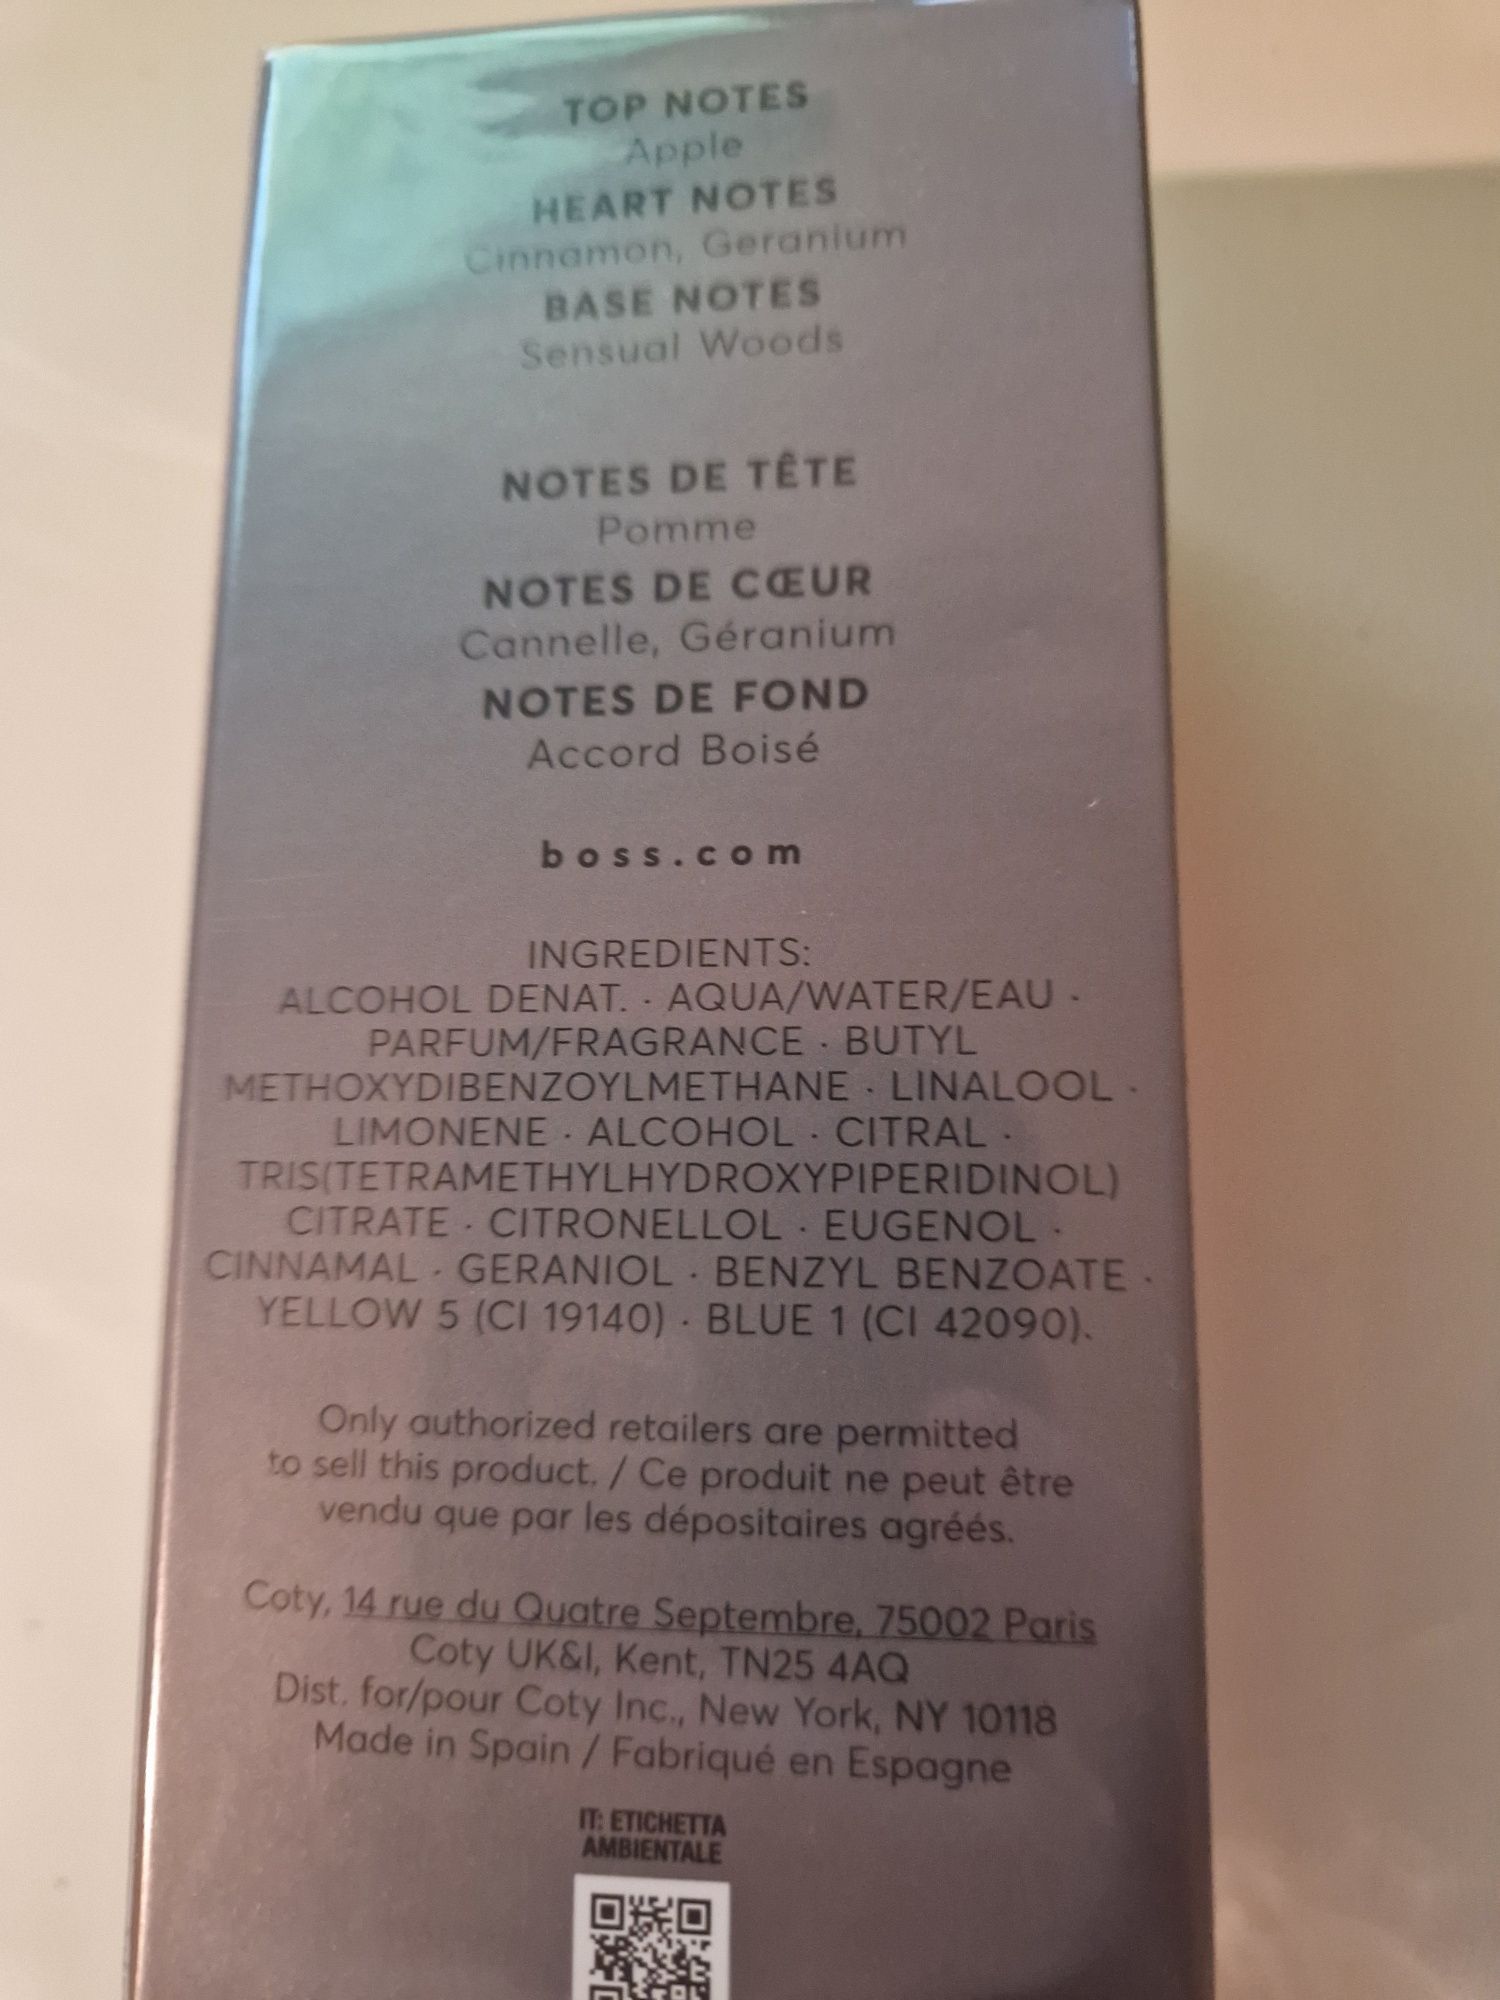 TOP NOTES
Apple
HEART NOTES
Cinnamon, Geranium
BASE NOTES
Sensual Woods
NOTES DE TÊTE
Pomme
NOTES DE CŒUR
Cannelle, Géranium
NOTES DE FOND
Accord Boisé
boss.com
INGREDIENTS:
ALCOHOL DENAT. · AQUA/WATER/EAU ·
PARFUM/FRAGRANCE · BUTYL
METHOXYDIBENZOYLMETHANE · LINALOOL ·
LIMONENE · ALCOHOL · CITRAL ·
TRIS(TETRAMETHYLHYDROXYPIPERIDINOL)
CITRATE · CITRONELLOL · EUGENOL ·
CINNAMAL · GERANIOL · BENZYL BENZOATE ·
YELLOW 5 (CI 19140) · BLUE 1 (CI 42090).
Only authorized retailers are permitted
to sell this product. / Ce produit ne peut être
vendu que par les dépositaires agréés.
Coty, 14 rue du Quatre Septembre, 75002 Paris
Coty UK&I, Kent, TN25 4AQ
Dist. for/pour Coty Inc., New York, NY 10118
Made in Spain / Fabriqué en Espagne
IT: ETICHETTA
AMBIENTALE